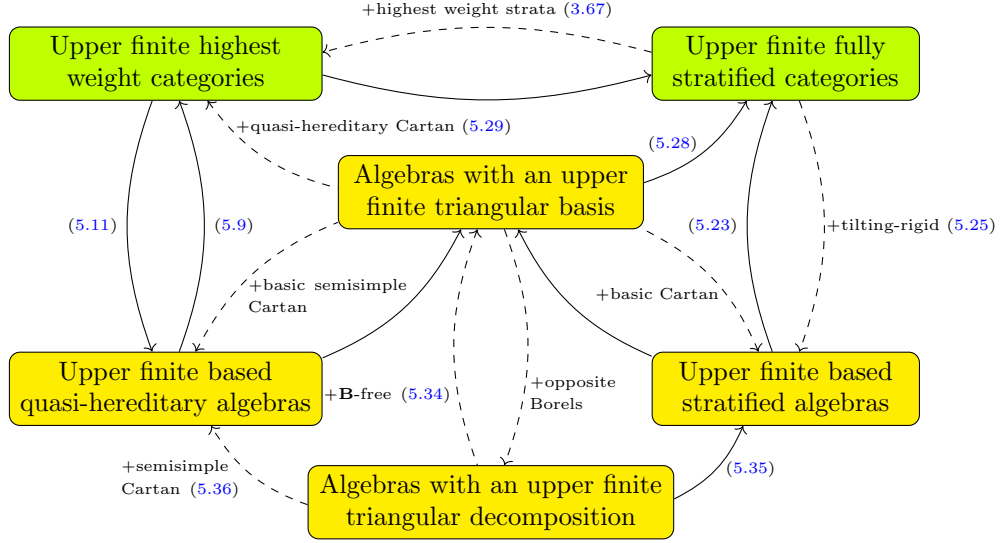 +highest weight strata (3.67)
Upper finite highest
weight categories
Upper finite fully
stratified categories
+quasi-hereditary Cartan (5.29)
(5.28)
Algebras with an upper
finite triangular basis
(5.11)
(5.9)
(5.23)
+tilting-rigid (5.25)
+basic semisimple
Cartan
+basic Cartan
Upper finite based
quasi-hereditary algebras
+B-free (5.34)
+opposite
Borels
Upper finite based
stratified algebras
+semisimple
Cartan (5.36)
Algebras with an upper finite
triangular decomposition
(5.35)